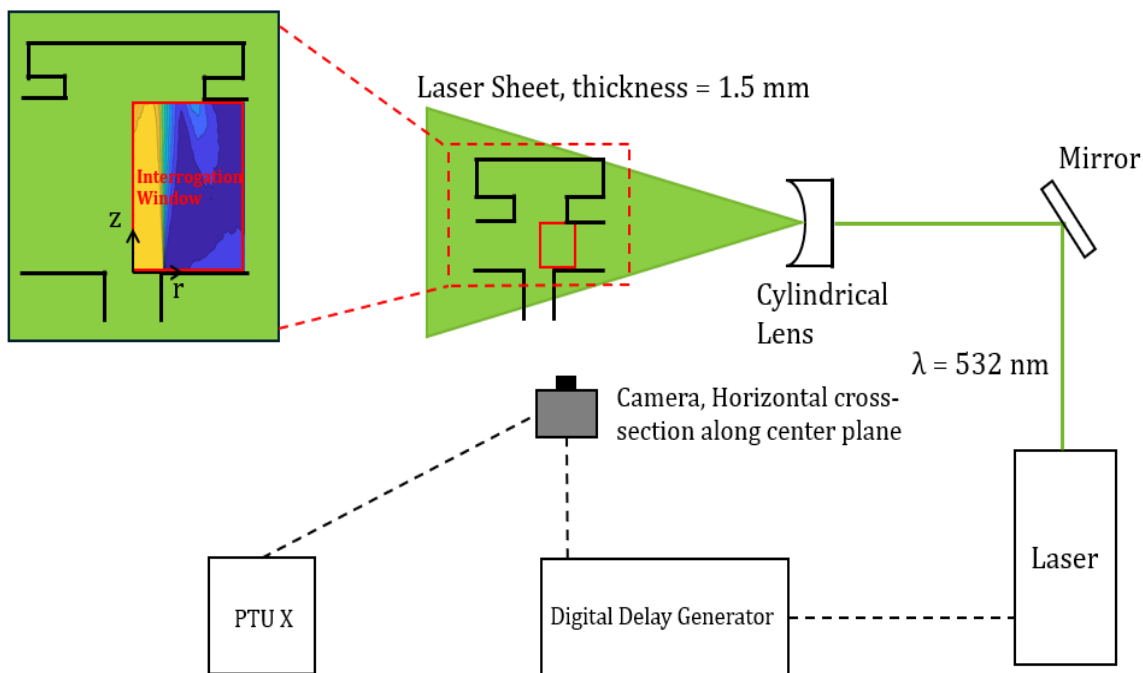 Laser Sheet, thickness = 1.5 mm
Mirror
Interrogation
Window
z
r
Cylindrical
Lens
λ = 532 nm
Camera, Horizontal cross-
section along center plane
Laser
PTU X
Digital Delay Generator